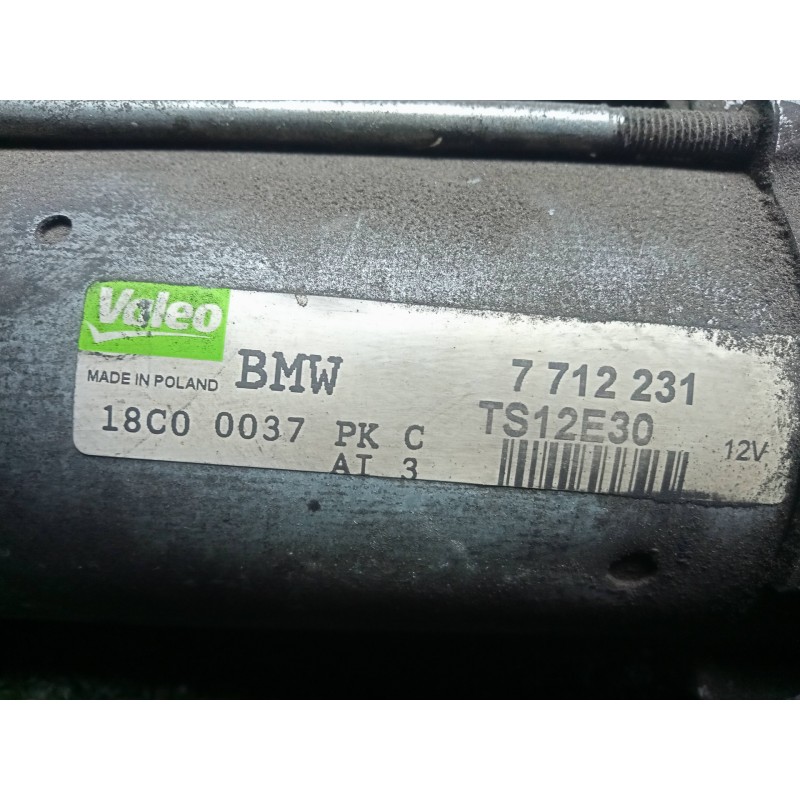 Valeo
BMW 7 712 231
MADE IN POLAND
18C0 0037 PK C TS12E30
AI 3 12V